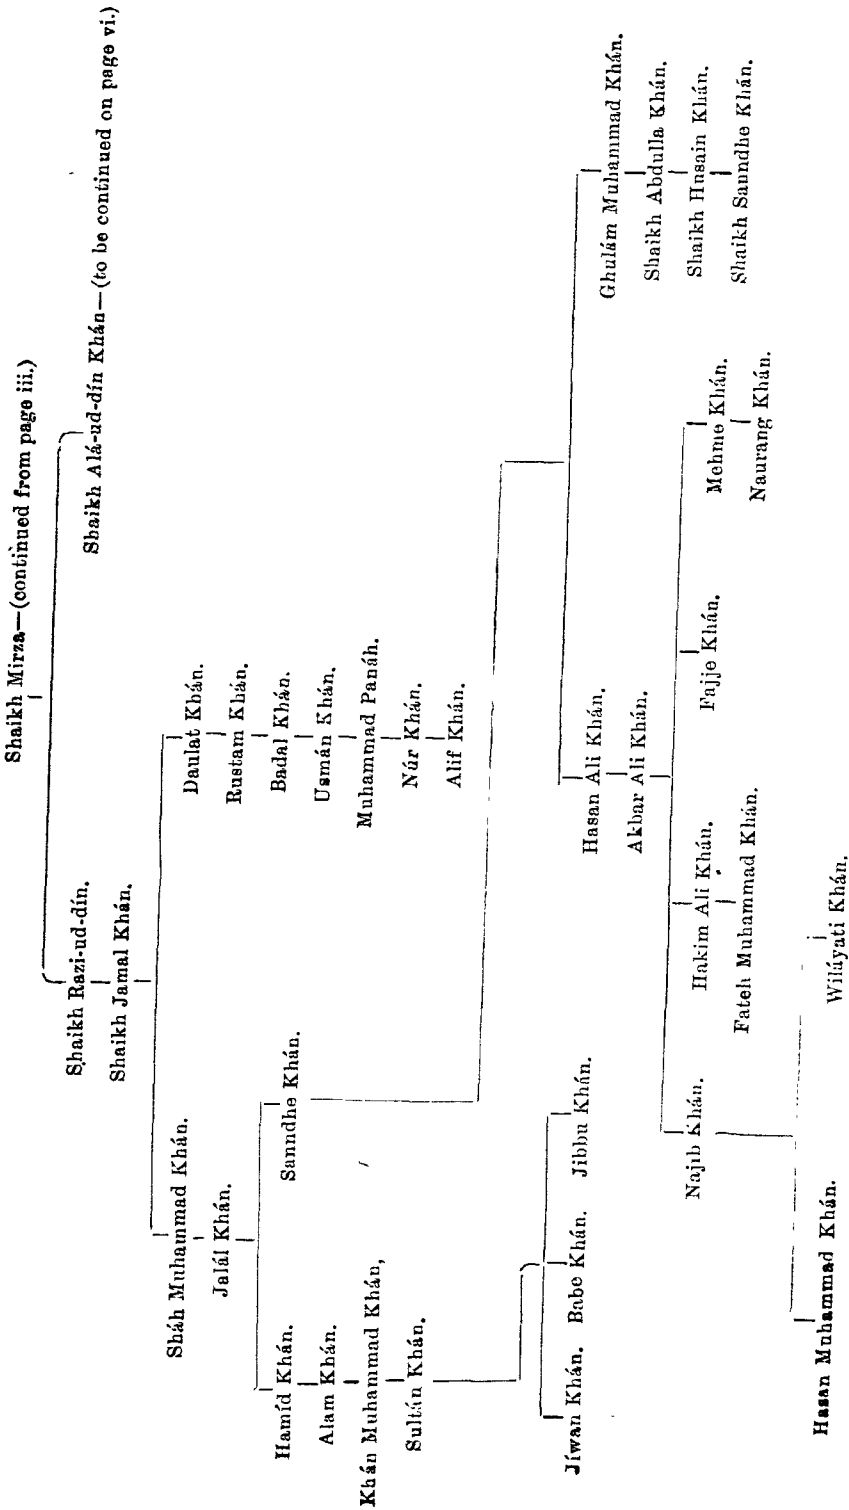 Shaikh Mirza—(continued from page iii.)
Shaikh Razi-ud-dín.
Shaikh Alá-ud-dín Khán—(to be continued on page vi.)
Shaikh Jamal Khán.
Sháh Muhammad Khán.
Daulat Khán.
Jalál Khán.
Rustam Khán.
Hamíd Khán.
Sanndhe Khán.
Badal Khán.
Alam Khán.
Usmán Khán.
Khán Muhammad Khán,
Muhammad Panáh.
Sultán Khán.
Núr Khán.
Alif Khán.
Jíwan Khán. Babe Khán. Jibbu Khán.
Hasan Ali Khán.
Ghulám Muhammad Khán.
Akbar Ali Khán.
Shaikh Abdulla Khán.
Shaikh Husain Khán.
Shaikh Saundhe Khán.
Najib Khán.
Hakim Ali Khán.
Fajje Khán.
Mehme Khán.
Fateh Muhammad Khán.
Naurang Khán.
Hasan Muhammad Khán.
Wiláyati Khán.